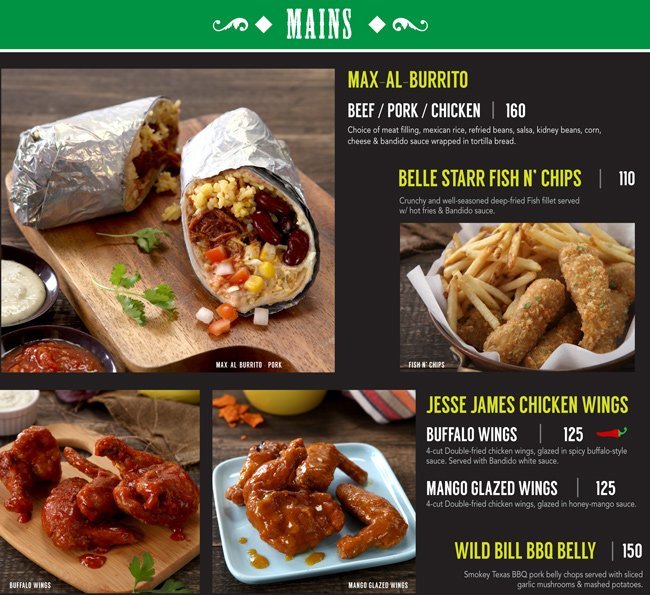 MAINS
MAX-AL-BURRITO
BEEF / PORK / CHICKEN | 160
Choice of meat filling, mexican rice, refried beans, salsa, kidney beans, corn,
cheese & bandido sauce wrapped in tortilla bread.
BELLE STARR FISH N' CHIPS | 110
Crunchy and well-seasoned deep-fried Fish fillet served
w/ hot fries & Bandido sauce.
MAX AL BURRITO PORK
FISH N' CHIPS
JESSE JAMES CHICKEN WINGS
BUFFALO WINGS | 125
4-cut Double-fried chicken wings, glazed in spicy buffalo-style
sauce. Served with Bandido white sauce.
MANGO GLAZED WINGS | 125
4-cut Double-fried chicken wings, glazed in honey-mango sauce.
WILD BILL BBQ BELLY | 150
Smokey Texas BBQ pork belly chops served with sliced
garlic mushrooms & mashed potatoes.
BUFFALO WINGS
MANGO GLAZED WINGS